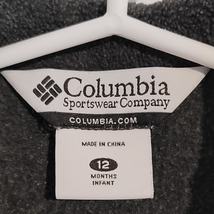 Columbia
Sportswear Company
COLUMBIA.COM
MADE IN CHINA
12
MONTHS
INFANT